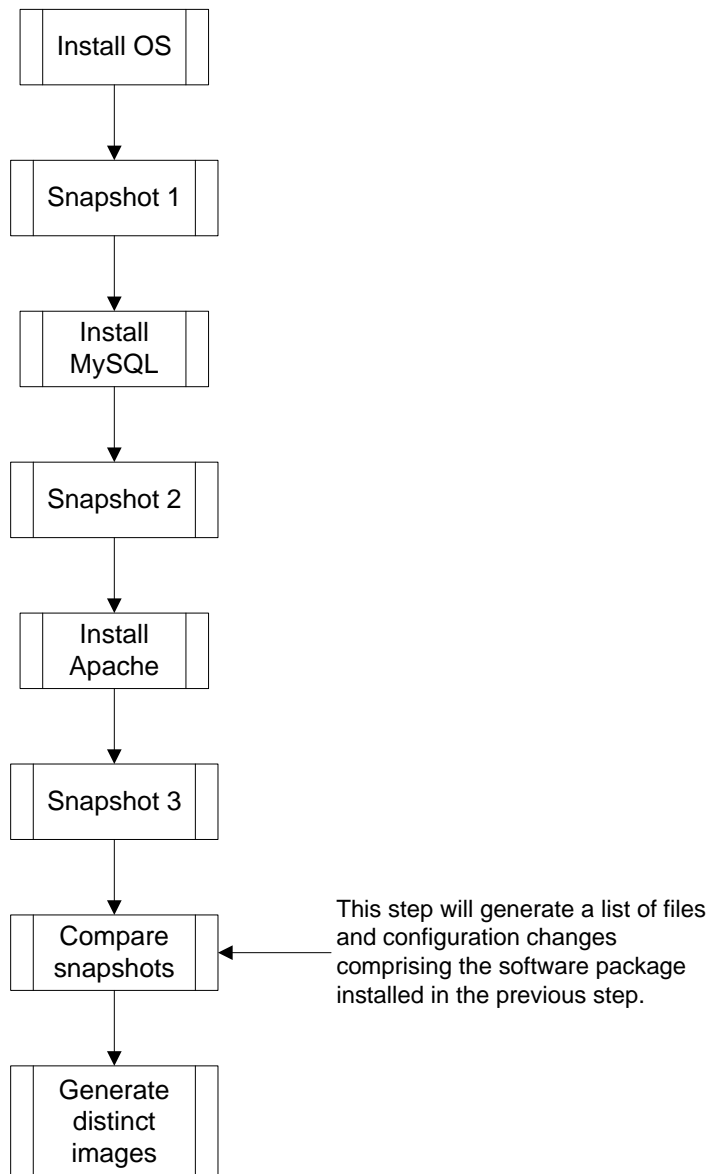 Install OS
Snapshot 1
Install
MySQL
Snapshot 2
Install
Apache
Snapshot 3
Compare
snapshots
This step will generate a list of files
and configuration changes
comprising the software package
installed in the previous step.
Generate
distinct
images